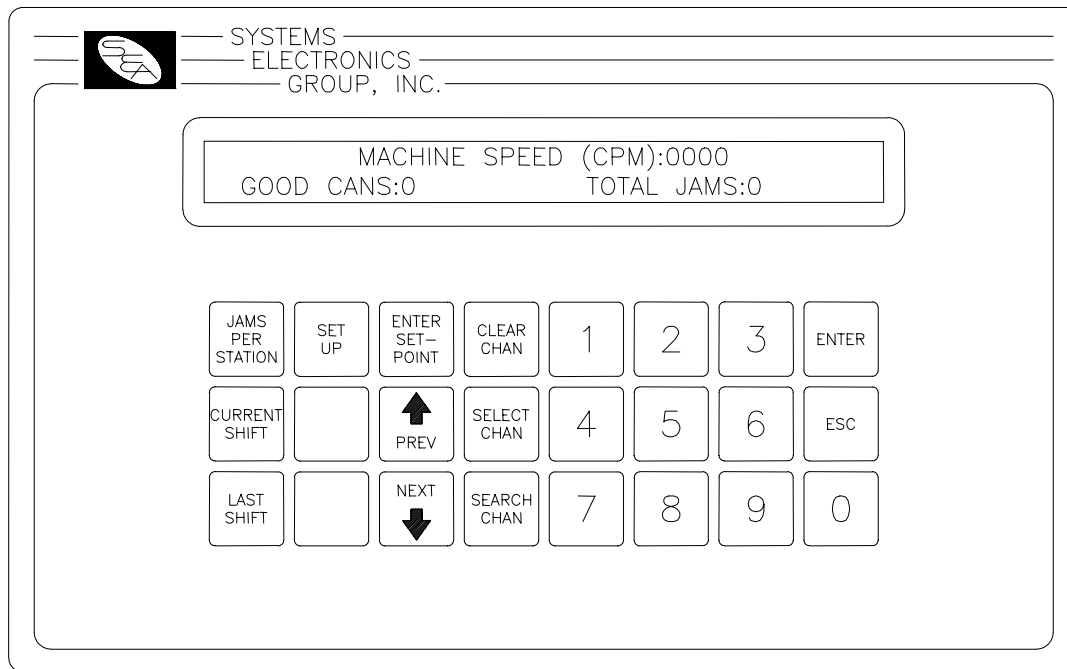 SYSTEMS
ELECTRONICS
GROUP, INC.
MACHINE SPEED (CPM):0000
GOOD CANS:0 TOTAL JAMS:0
JAMS PER STATION
SET UP
ENTER SET-POINT
CLEAR CHAN
1
2
3
ENTER
CURRENT SHIFT
PREV
SELECT CHAN
4
5
6
ESC
LAST SHIFT
NEXT
SEARCH CHAN
7
8
9
0